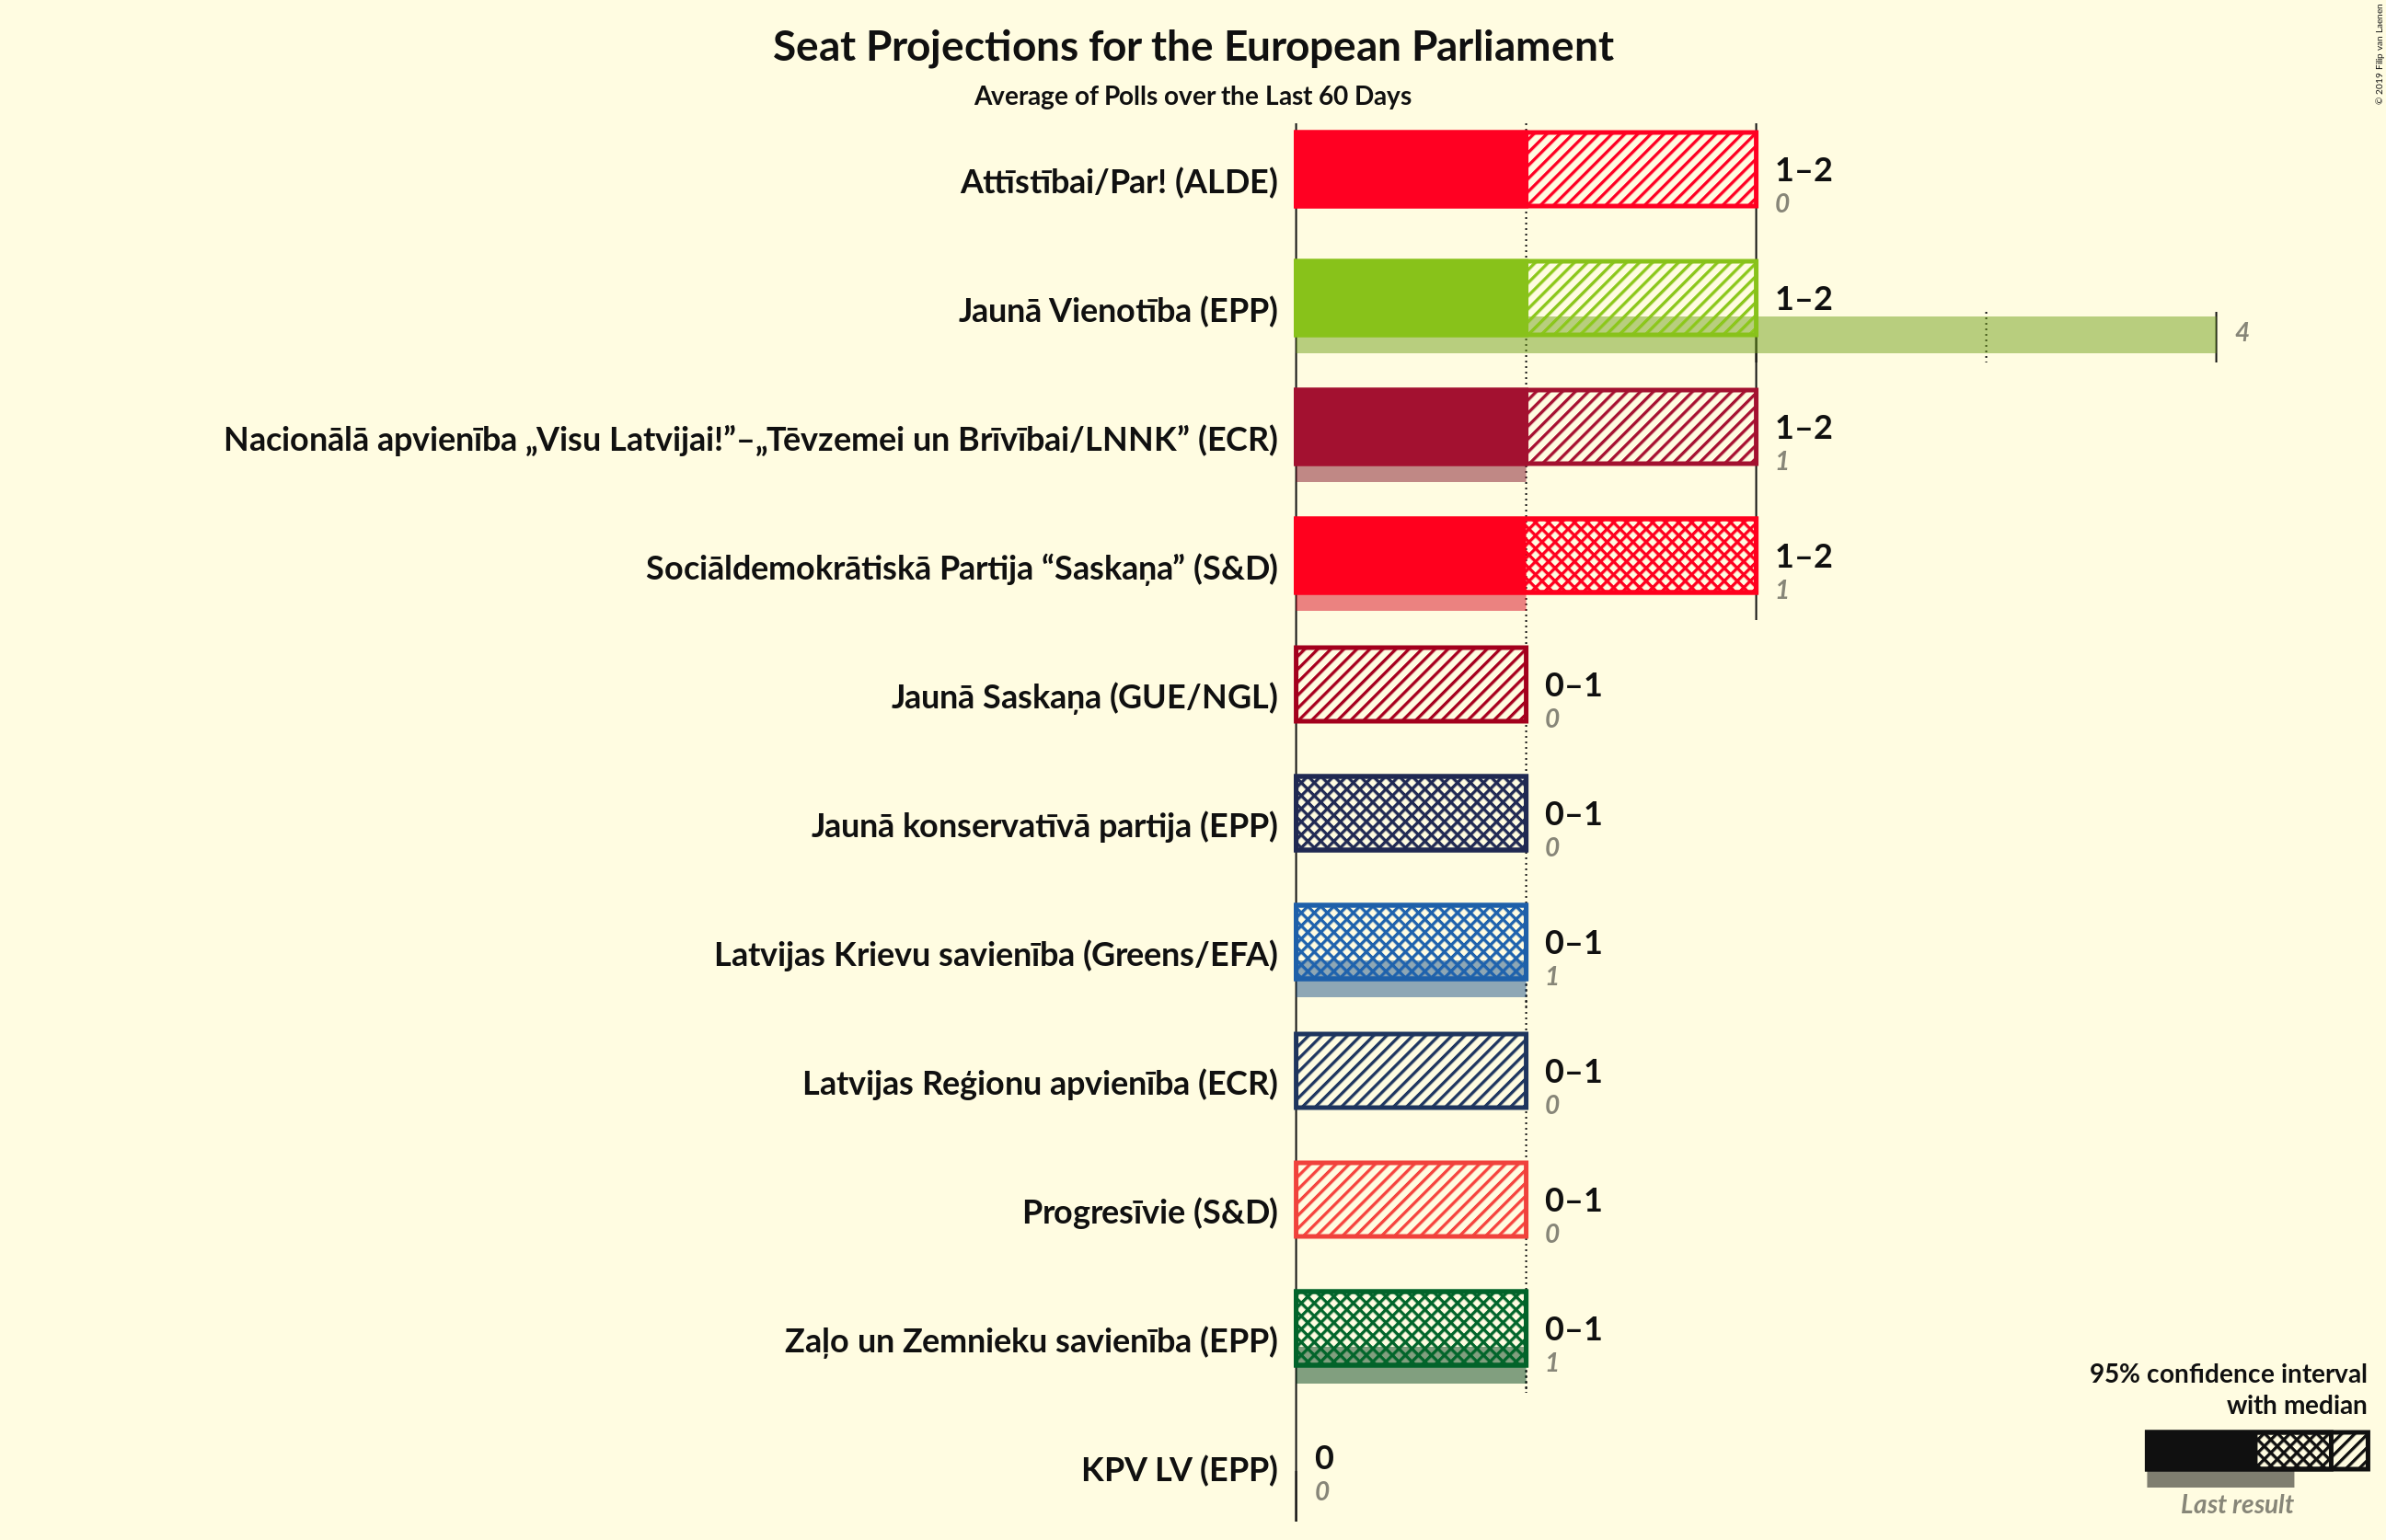 Seat Projections for the European Parliament
Average of Polls over the Last 60 Days
© 2019 Filip van Laenen
Attīstībai/Par! (ALDE)
1–2
0
Jaunā Vienotība (EPP)
1–2
4
Nacionālā apvienība „Visu Latvijai!”–„Tēvzemei un Brīvībai/LNNK” (ECR)
1–2
1
Sociāldemokrātiskā Partija “Saskaņa” (S&D)
1–2
1
Jaunā Saskaņa (GUE/NGL)
0–1
0
Jaunā konservatīvā partija (EPP)
0–1
0
Latvijas Krievu savienība (Greens/EFA)
0–1
1
Latvijas Reģionu apvienība (ECR)
0–1
0
Progresīvie (S&D)
0–1
0
Zaļo un Zemnieku savienība (EPP)
0–1
1
KPV LV (EPP)
0
0
95% confidence interval
with median
Last result